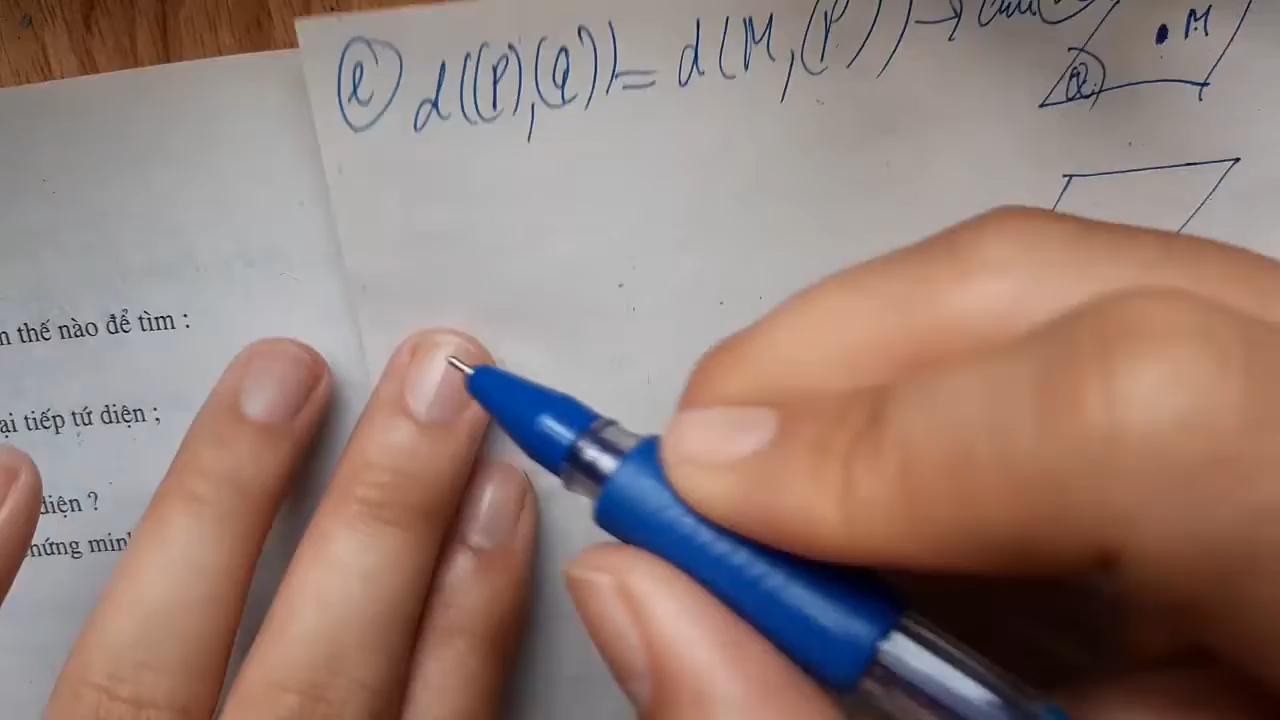 e d((P),(Q)) = d(M,(P)) →
M
Q
n thế nào để tìm :
ại tiếp tứ diện ;
diện ?
hứng min